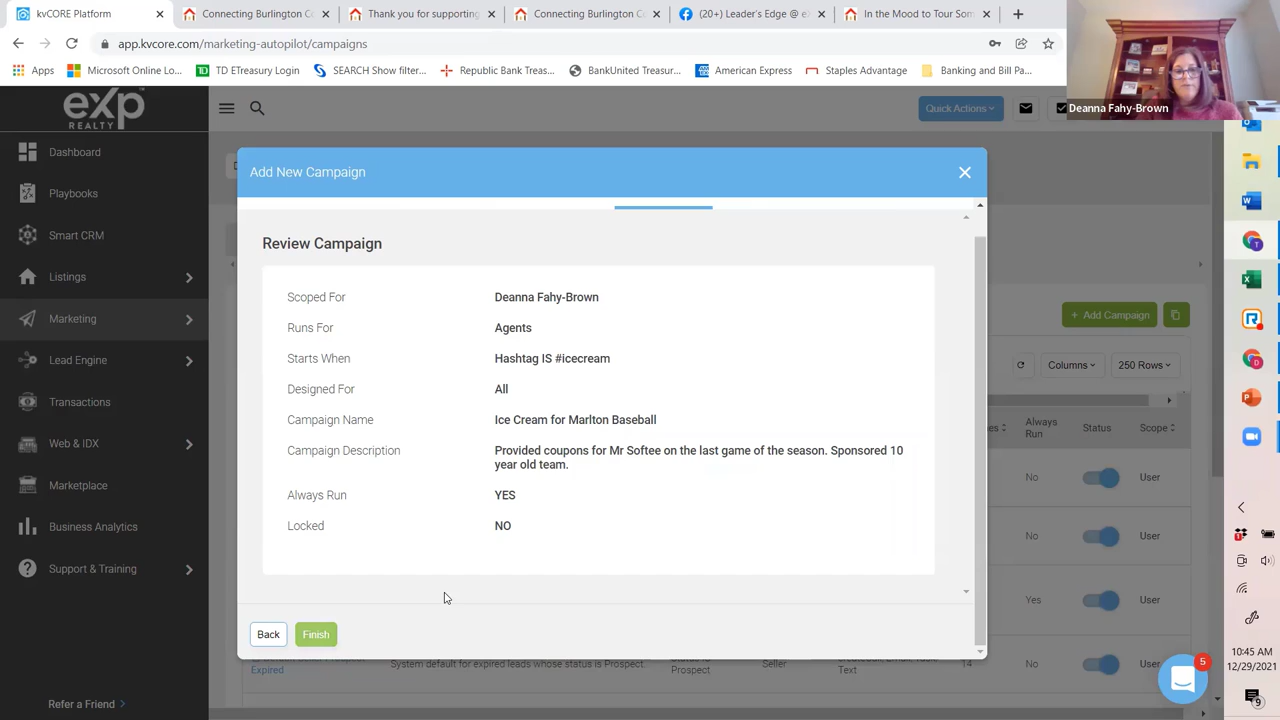 kvCORE Platform
Connecting Burlington C
Thank you for supporting
Connecting Burlington C
(20+) Leader's Edge @ e
In the Mood to Tour Som
app.kvcore.com/marketing-autopilot/campaigns
Apps
Microsoft Online Lo...
TD ETreasury Login
SEARCH Show filter...
Republic Bank Treas...
BankUnited Treasur...
American Express
Staples Advantage
Banking and Bill Pa...
Deanna Fahy-Brown
exp
REALTY
Quick Actions
Dashboard
Playbooks
Smart CRM
Listings
Marketing
Lead Engine
Transactions
Web & IDX
Marketplace
Business Analytics
Support & Training
Refer a Friend
Add New Campaign
Review Campaign
Scoped For Deanna Fahy-Brown
Runs For Agents
Starts When Hashtag IS #icecream
Designed For All
Campaign Name Ice Cream for Marlton Baseball
Campaign Description Provided coupons for Mr Softee on the last game of the season. Sponsored 10
year old team.
Always Run YES
Locked NO
Back Finish
+ Add Campaign
Columns 250 Rows
Always
Run
Status Scope
No User
No User
Yes User
Expired
System default for expired leads whose status is Prospect.
Prospect
Seller
Text
14
No User
5
10:45 AM
12/29/2021
9